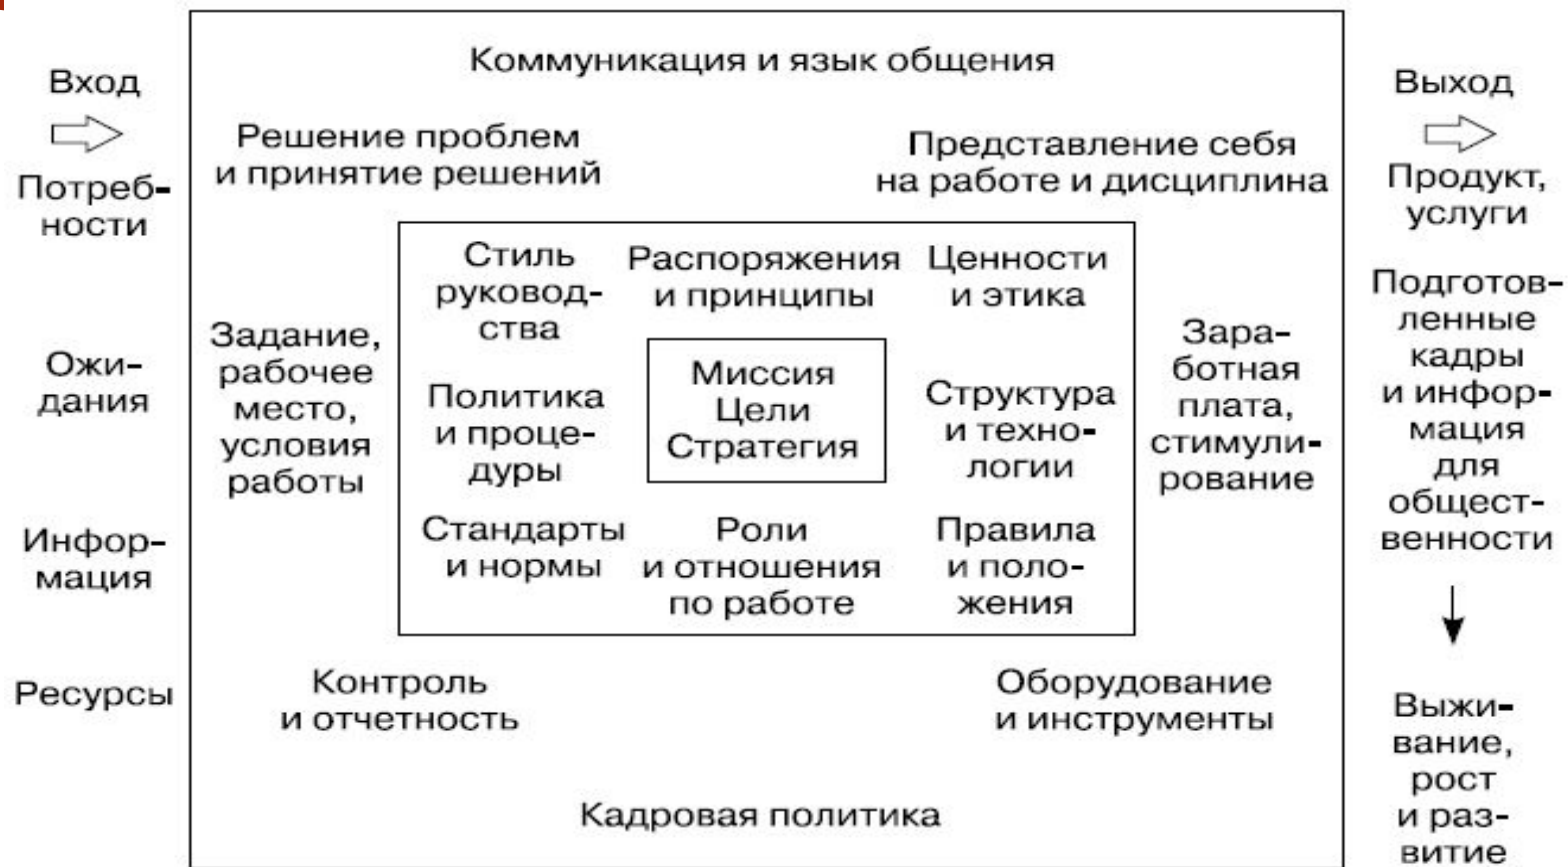 Коммуникация и язык общения
Вход
Потреб-
ности
Ожи-
дания
Инфор-
мация
Ресурсы
Решение проблем
и принятие решений
Представление себя
на работе и дисциплина
Задание,
рабочее
место,
условия
работы
Стиль
руковод-
ства
Распоряжения
и принципы
Ценности
и этика
Политика
и проце-
дуры
Миссия
Цели
Стратегия
Структура
и техно-
логии
Стандарты
и нормы
Роли
и отношения
по работе
Правила
и поло-
жения
Зара-
ботная
плата,
стимули-
рование
Контроль
и отчетность
Оборудование
и инструменты
Кадровая политика
Выход
Продукт,
услуги
Подготов-
ленные
кадры
и инфор-
мация
для
общест-
венности
Выжи-
вание,
рост
и раз-
витие